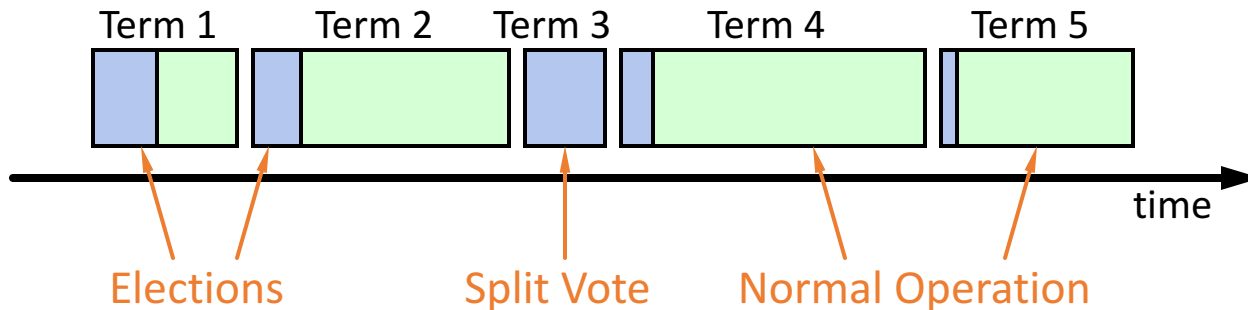 Term 1 Term 2 Term 3 Term 4 Term 5
time
Elections Split Vote Normal Operation